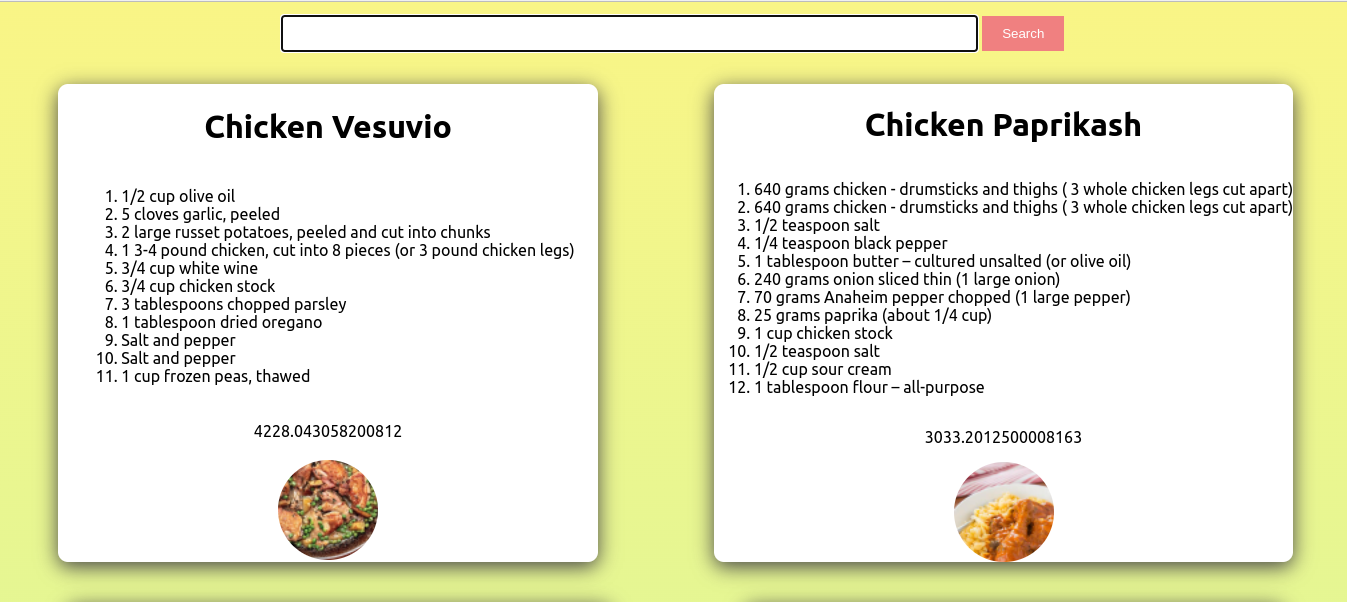 Search
Chicken Vesuvio
1. 1/2 cup olive oil
2. 5 cloves garlic, peeled
3. 2 large russet potatoes, peeled and cut into chunks
4. 1 3-4 pound chicken, cut into 8 pieces (or 3 pound chicken legs)
5. 3/4 cup white wine
6. 3/4 cup chicken stock
7. 3 tablespoons chopped parsley
8. 1 tablespoon dried oregano
9. Salt and pepper
10. Salt and pepper
11. 1 cup frozen peas, thawed
4228.043058200812
Chicken Paprikash
1. 640 grams chicken - drumsticks and thighs ( 3 whole chicken legs cut apart)
2. 640 grams chicken - drumsticks and thighs ( 3 whole chicken legs cut apart)
3. 1/2 teaspoon salt
4. 1/4 teaspoon black pepper
5. 1 tablespoon butter – cultured unsalted (or olive oil)
6. 240 grams onion sliced thin (1 large onion)
7. 70 grams Anaheim pepper chopped (1 large pepper)
8. 25 grams paprika (about 1/4 cup)
9. 1 cup chicken stock
10. 1/2 teaspoon salt
11. 1/2 cup sour cream
12. 1 tablespoon flour – all-purpose
3033.2012500008163